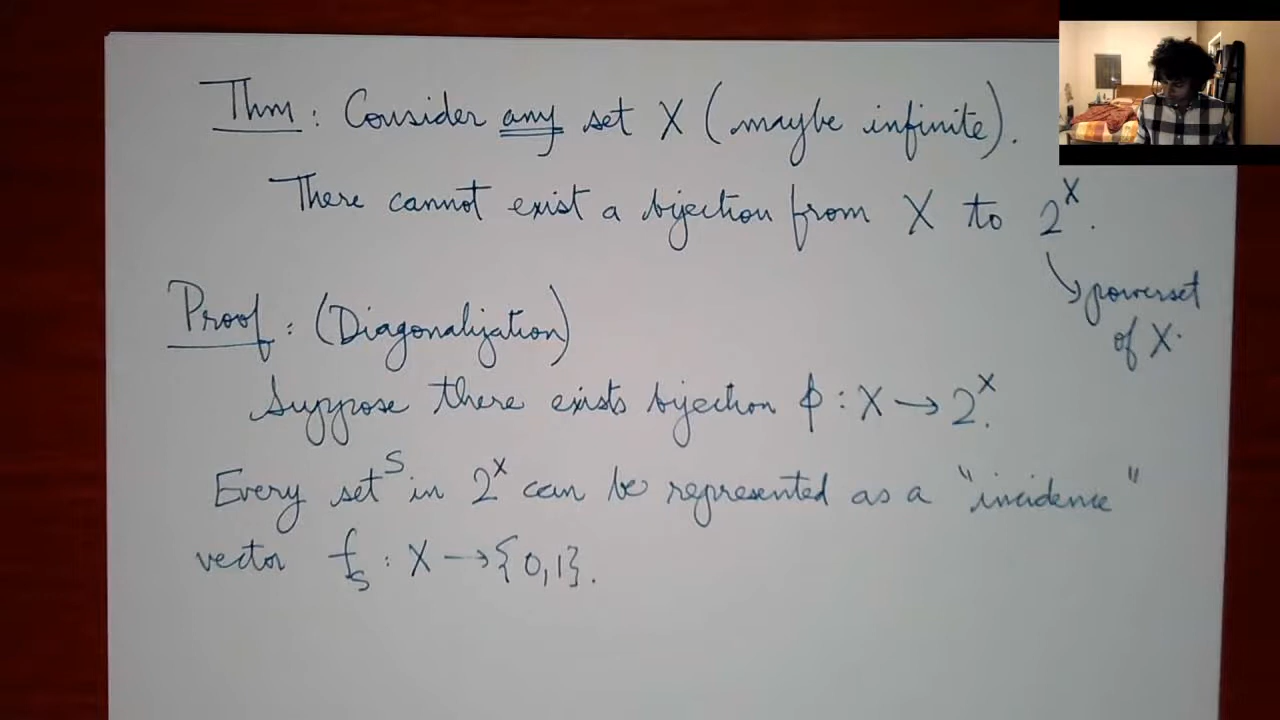 Thm : Consider any set X (maybe infinite).
There cannot exist a bijection from X to 2^X.
powerset
of X.
Proof : (Diagonalization)
Suppose there exists bijection φ : X → 2^X.
Every set S in 2^X can be represented as a "incidence"
vector f_S : X → {0,1}.